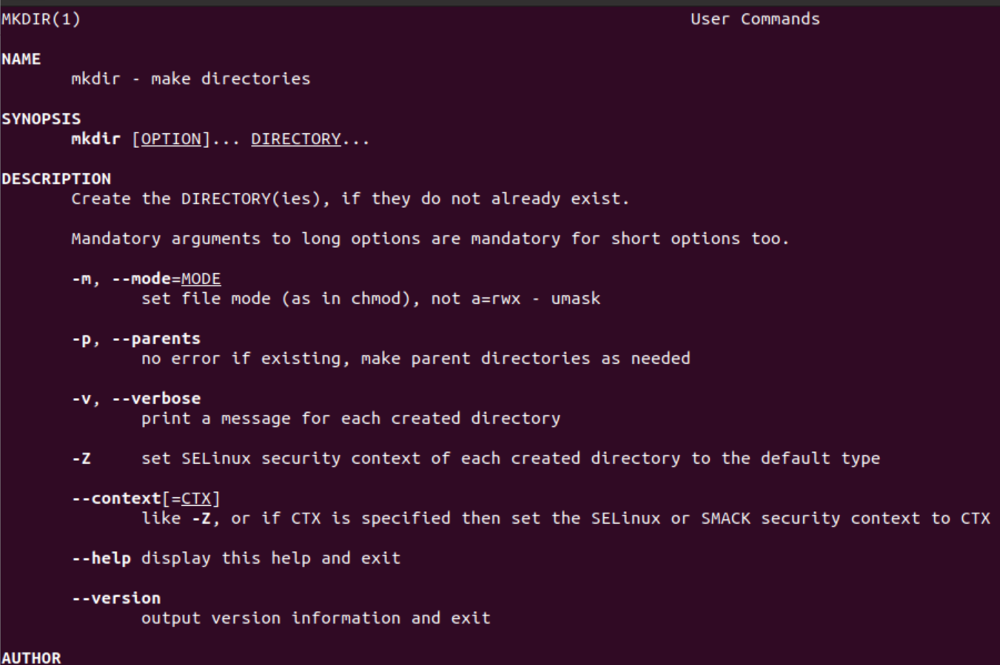 MKDIR(1) User Commands
NAME
mkdir - make directories
SYNOPSIS
mkdir [OPTION]... DIRECTORY...
DESCRIPTION
Create the DIRECTORY(ies), if they do not already exist.
Mandatory arguments to long options are mandatory for short options too.
-m, --mode=MODE
set file mode (as in chmod), not a=rwx - umask
-p, --parents
no error if existing, make parent directories as needed
-v, --verbose
print a message for each created directory
-Z set SELinux security context of each created directory to the default type
--context[=CTX]
like -Z, or if CTX is specified then set the SELinux or SMACK security context to CTX
--help display this help and exit
--version
output version information and exit
AUTHOR